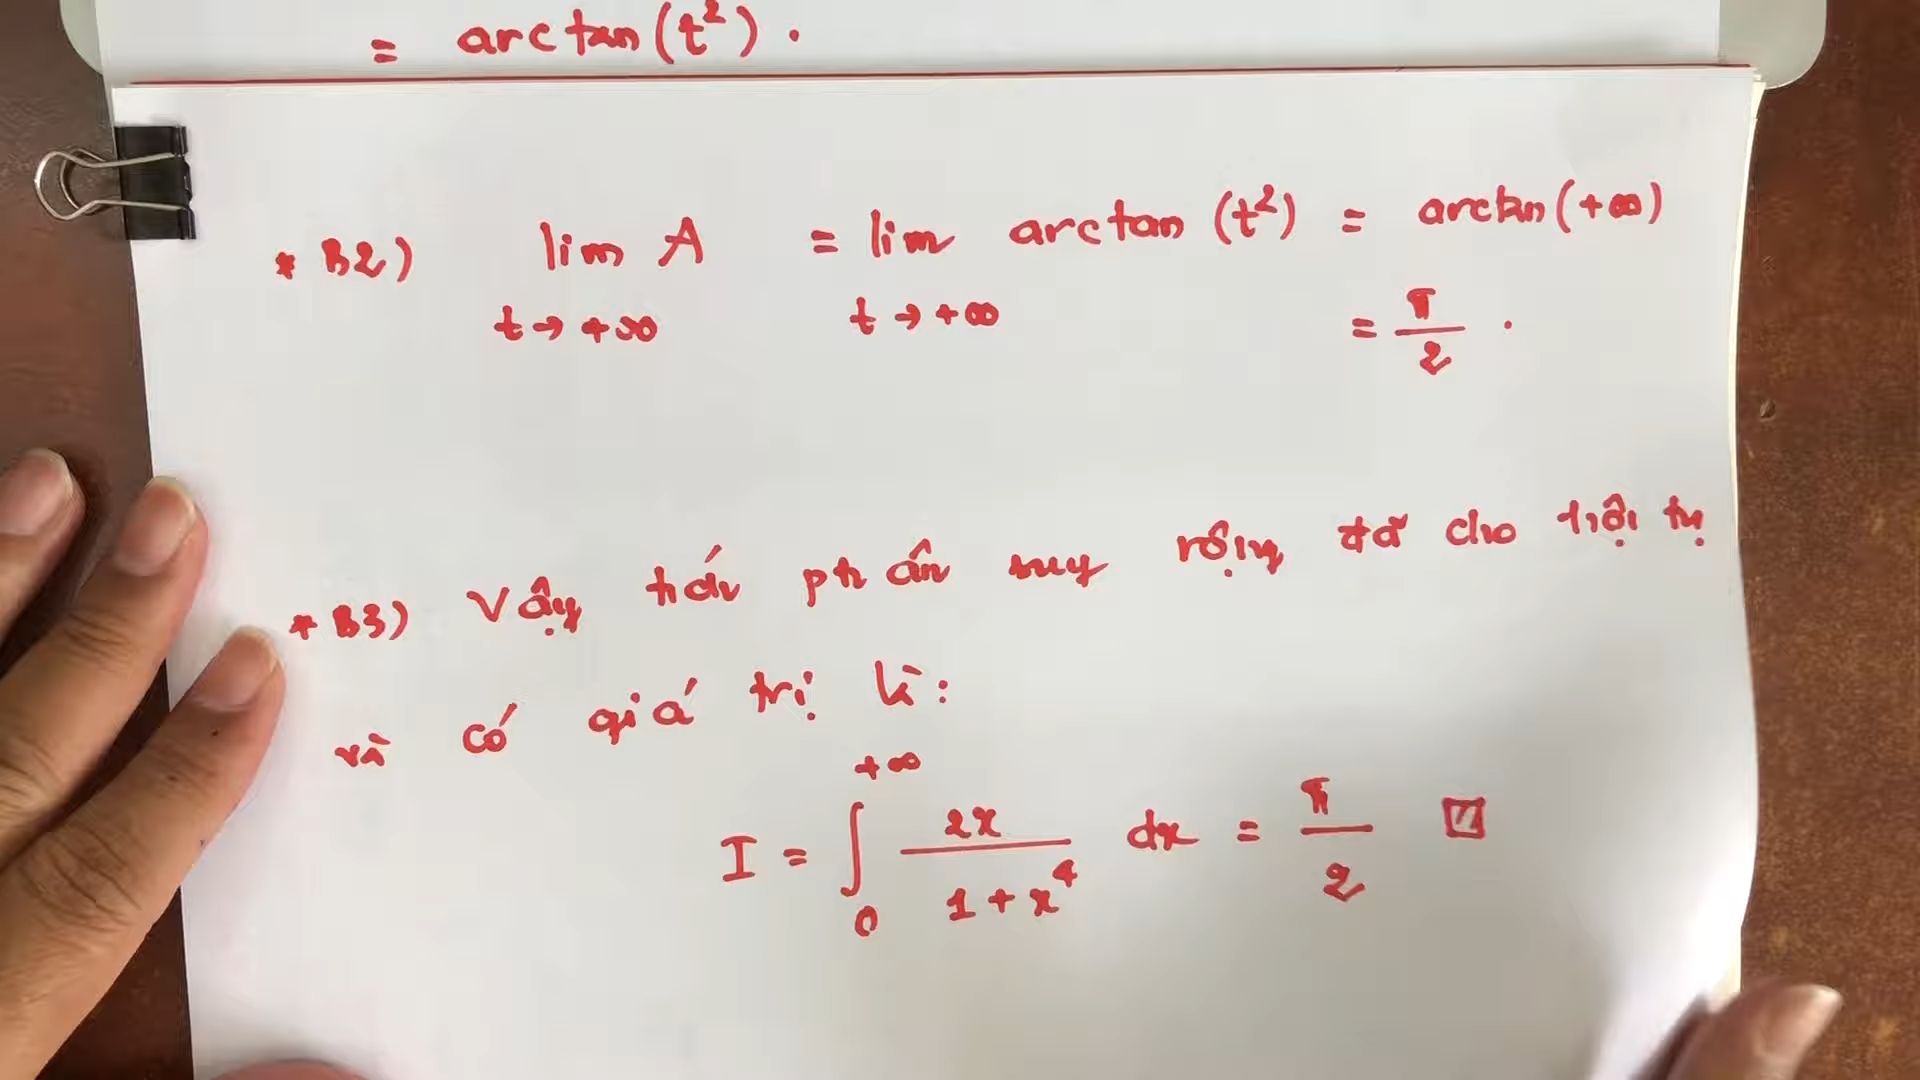 = arctan(t²).
* B2) lim A = lim arctan (t²) = arctan(+∞)
t→+∞ t→+∞ = π/2 .
* B3) Vậy tích phân suy rộng đã cho hội tụ
và có giá trị là:
I = ∫₀^{+∞} 2x/(1+x⁴) dx = π/2